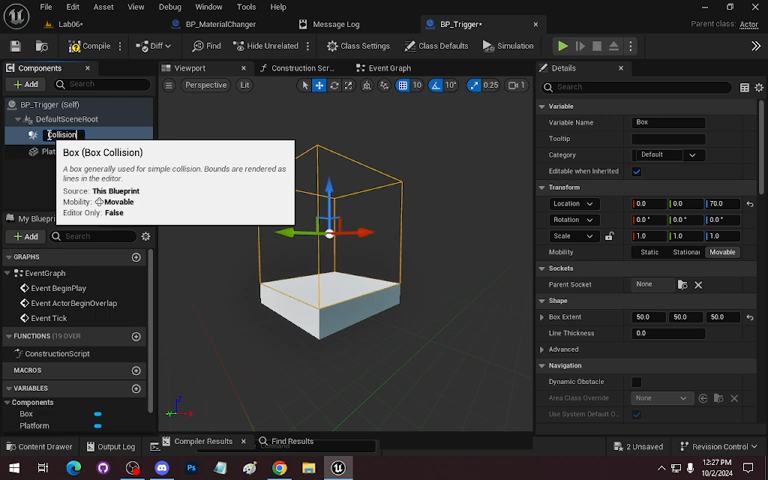 File Edit Asset View Debug Window Tools Help
Lab06• BP_MaterialChanger Message Log BP_Trigger• Parent class: Actor
Compile Diff Find Hide Unrelated Class Settings Class Defaults Simulation
Components
Add Search
BP_Trigger (Self)
DefaultSceneRoot
Collision
Plat
Box (Box Collision)
A box generally used for simple collision. Bounds are rendered as
lines in the editor.
Source: This Blueprint
Mobility: Movable
Editor Only: False
My Bluepri
Add Search
GRAPHS
EventGraph
Event BeginPlay
Event ActorBeginOverlap
Event Tick
FUNCTIONS (19 OVER
ConstructionScript
MACROS
VARIABLES
Components
Box
Platform
Viewport Construction Scr... Event Graph
Perspective Lit 10 10° 0.25 1
Details
Search
Variable
Variable Name Box
Tooltip
Category Default
Editable when Inherited
Transform
Location 0.0 0.0 70.0
Rotation 0.0 ° 0.0 ° 0.0 °
Scale 1.0 1.0 1.0
Mobility Static Stationar Movable
Sockets
Parent Socket None
Shape
Box Extent 50.0 50.0 50.0
Line Thickness 0.0
Advanced
Navigation
Dynamic Obstacle
Area Class Override None
Use System Default O...
Compiler Results Find Results
Content Drawer Output Log 2 Unsaved Revision Control
12:27 PM
10/2/2024